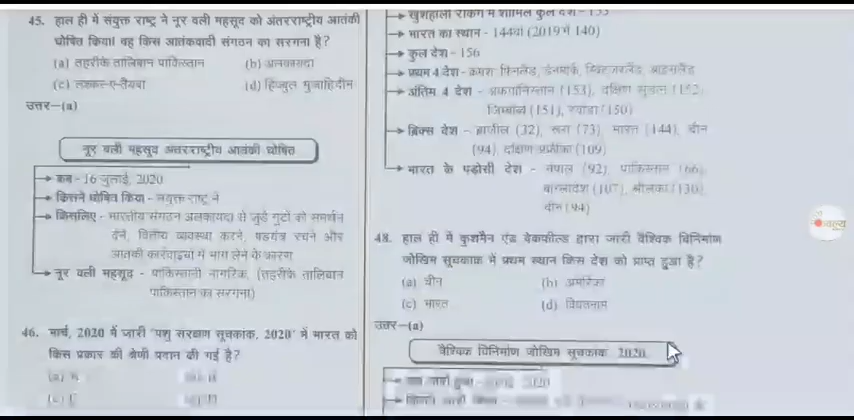 45. हाल ही में संयुक्त राष्ट्र ने नूर वली महसूद को अंतरराष्ट्रीय आतंकी
घोषित किया। वह किस आतंकवादी संगठन का सरगना है?
(a) तहरीके तालिबान पाकिस्तान (b) अलकायदा
(c) लश्कर-ए-तैयबा (d) हिज्बुल मुजाहिदीन
उत्तर—(a)
नूर वली महसूद अंतरराष्ट्रीय आतंकी घोषित
कब - 16 जुलाई, 2020
किसने घोषित किया - संयुक्त राष्ट्र ने
किसलिए - भारतीय संगठन अलकायदा से जुड़े गुटों को समर्थन
देने, वित्तीय व्यवस्था करने, षड्यंत्र रचने और
आतंकी कार्रवाइयों में भाग लेने के कारण
नूर वली महसूद - पाकिस्तानी नागरिक, (तहरीके तालिबान
पाकिस्तान का सरगना)
46. मार्च, 2020 में जारी 'पशु संरक्षण सूचकांक, 2020' में भारत को
किस प्रकार की श्रेणी प्रदान की गई है?
खुशहाली रैंकिंग में शामिल कुल देश - 153
भारत का स्थान - 144वां (2019 में 140)
कुल देश - 156
प्रथम 4 देश - क्रमशः फिनलैंड, डेनमार्क, स्विट्जरलैंड, आइसलैंड
अंतिम 4 देश - अफगानिस्तान (153), दक्षिण सूडान (152)
जिम्बाब्वे (151), रवांडा (150)
ब्रिक्स देश - ब्राजील (32), रूस (73), भारत (144), चीन
(94), दक्षिण अफ्रीका (109)
भारत के पड़ोसी देश - नेपाल (92), पाकिस्तान (66)
बांग्लादेश (107), श्रीलंका (130)
चीन (94)
48. हाल ही में कुशमैन एंड वेकफील्ड द्वारा जारी वैश्विक विनिर्माण
जोखिम सूचकांक में प्रथम स्थान किस देश को प्राप्त हुआ है?
(a) चीन (b) अमेरिका
(c) भारत (d) वियतनाम
उत्तर—(a)
वैश्विक विनिर्माण जोखिम सूचकांक 2020